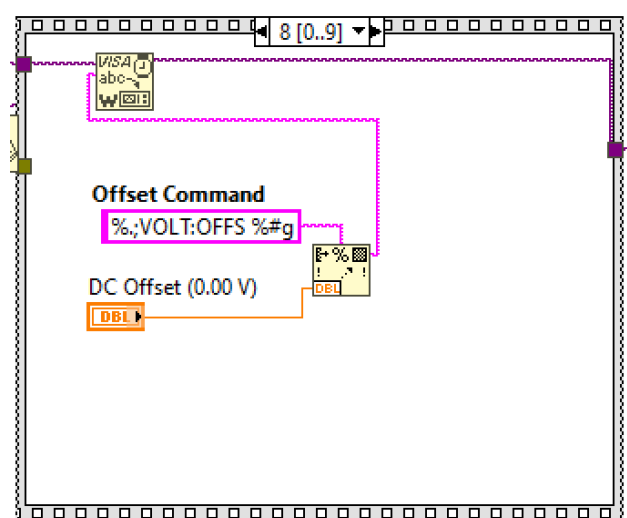 8 [0..9]
VISA
abc
W
Offset Command
%.;VOLT:OFFS %#g
%
! !
DBL
DC Offset (0.00 V)
DBL